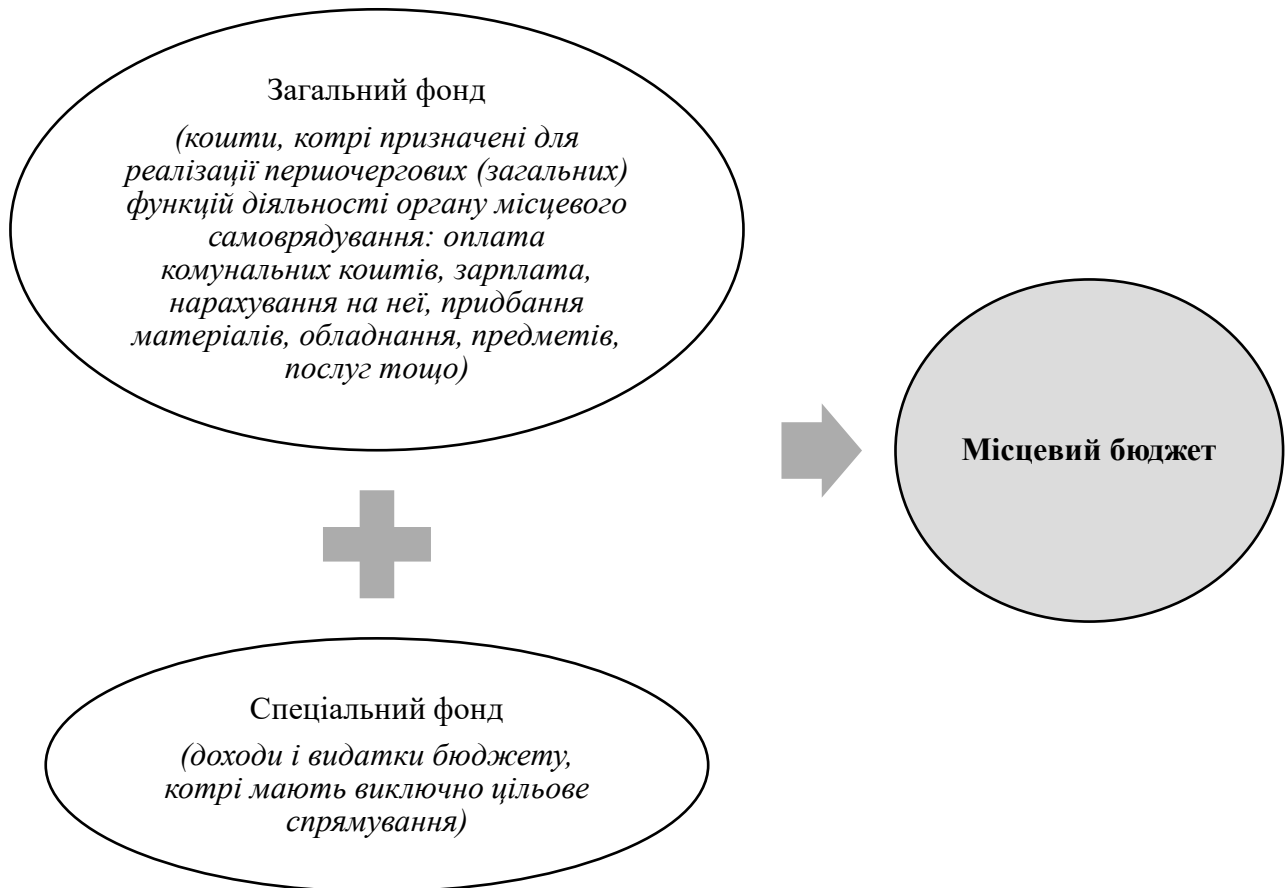 Загальний фонд
(кошти, котрі призначені для
реалізації першочергових (загальних)
функцій діяльності органу місцевого
самоврядування: оплата
комунальних коштів, зарплата,
нарахування на неї, придбання
матеріалів, обладнання, предметів,
послуг тощо)
Місцевий бюджет
Спеціальний фонд
(доходи і видатки бюджету,
котрі мають виключно цільове
спрямування)